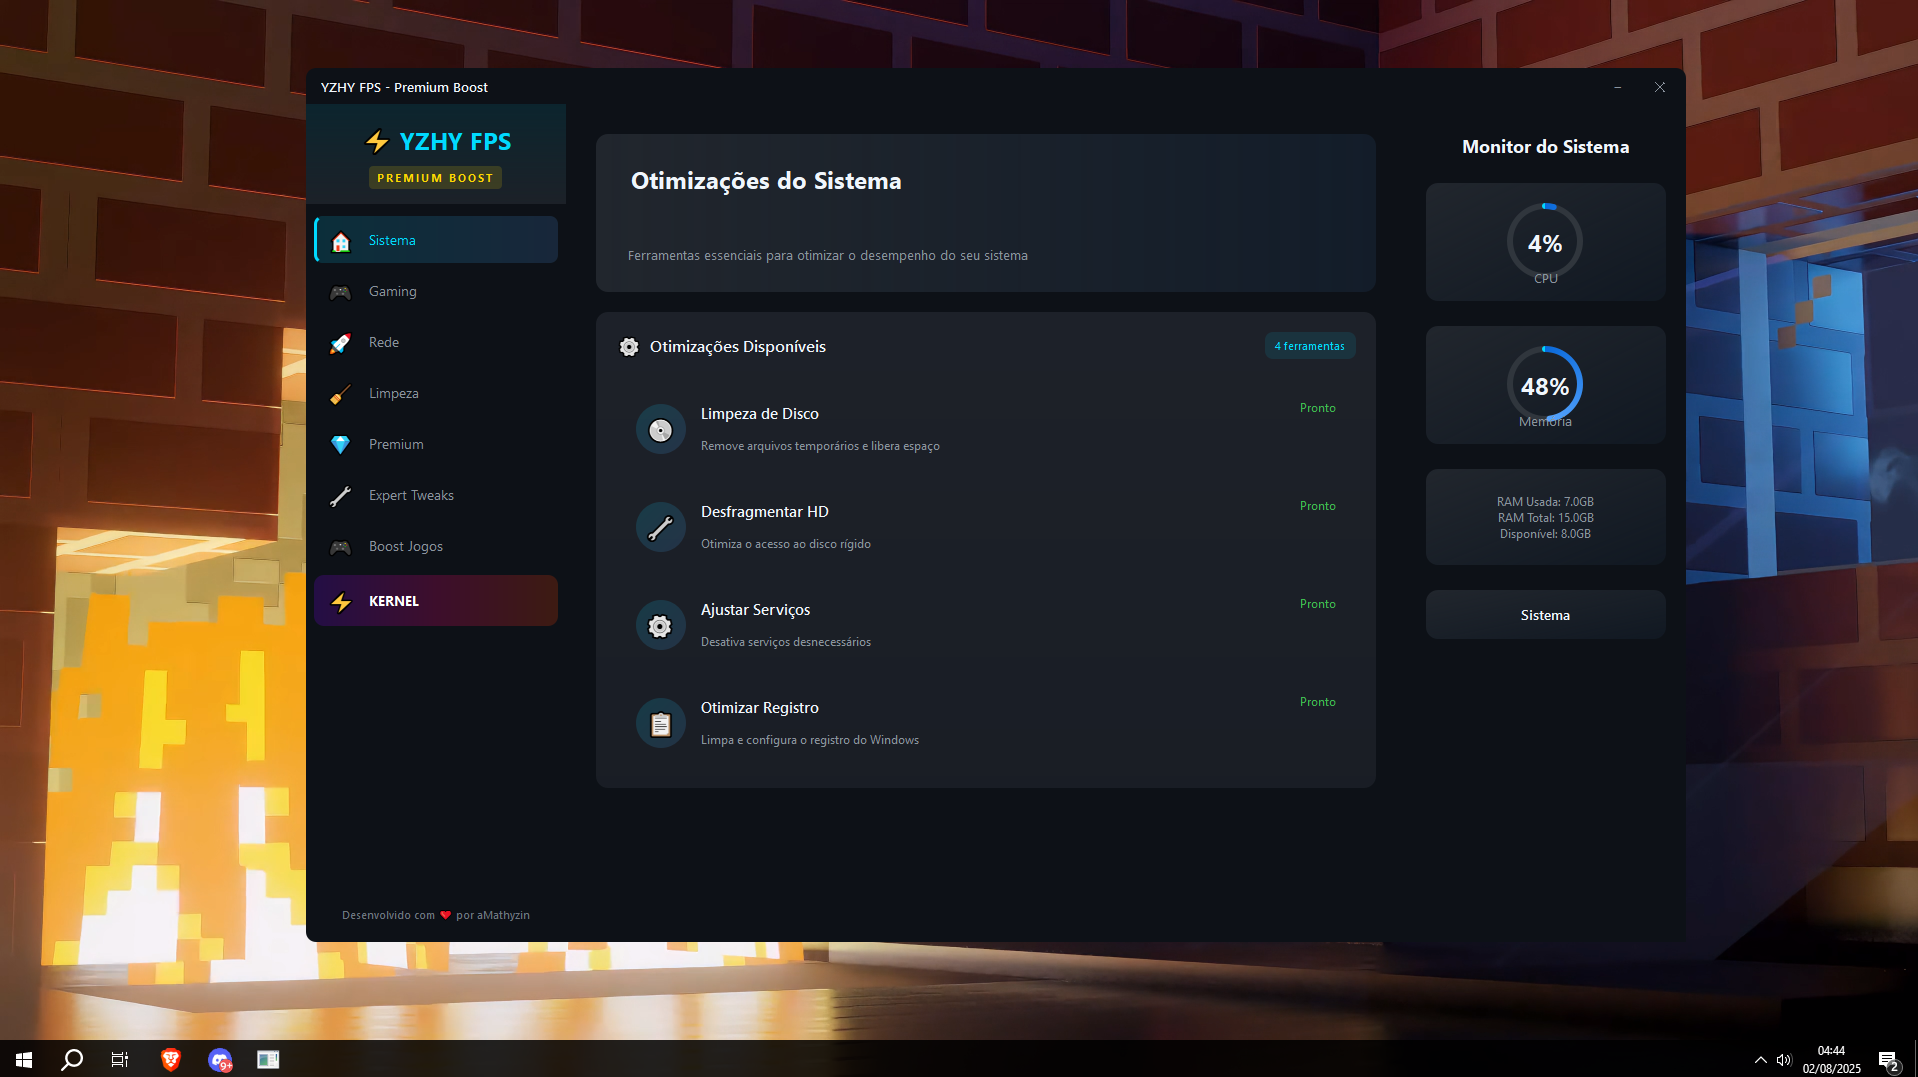 YZHY FPS - Premium Boost
YZHY FPS
PREMIUM BOOST
Sistema
Gaming
Rede
Limpeza
Premium
Expert Tweaks
Boost Jogos
KERNEL
Desenvolvido com ❤ por aMathyzin
Otimizações do Sistema
Ferramentas essenciais para otimizar o desempenho do seu sistema
Otimizações Disponíveis
4 ferramentas
Limpeza de Disco
Pronto
Remove arquivos temporários e libera espaço
Desfragmentar HD
Pronto
Otimiza o acesso ao disco rígido
Ajustar Serviços
Pronto
Desativa serviços desnecessários
Otimizar Registro
Pronto
Limpa e configura o registro do Windows
Monitor do Sistema
4%
CPU
48%
Memória
RAM Usada: 7.0GB
RAM Total: 15.0GB
Disponível: 8.0GB
Sistema
9+
04:44
02/08/2025
2